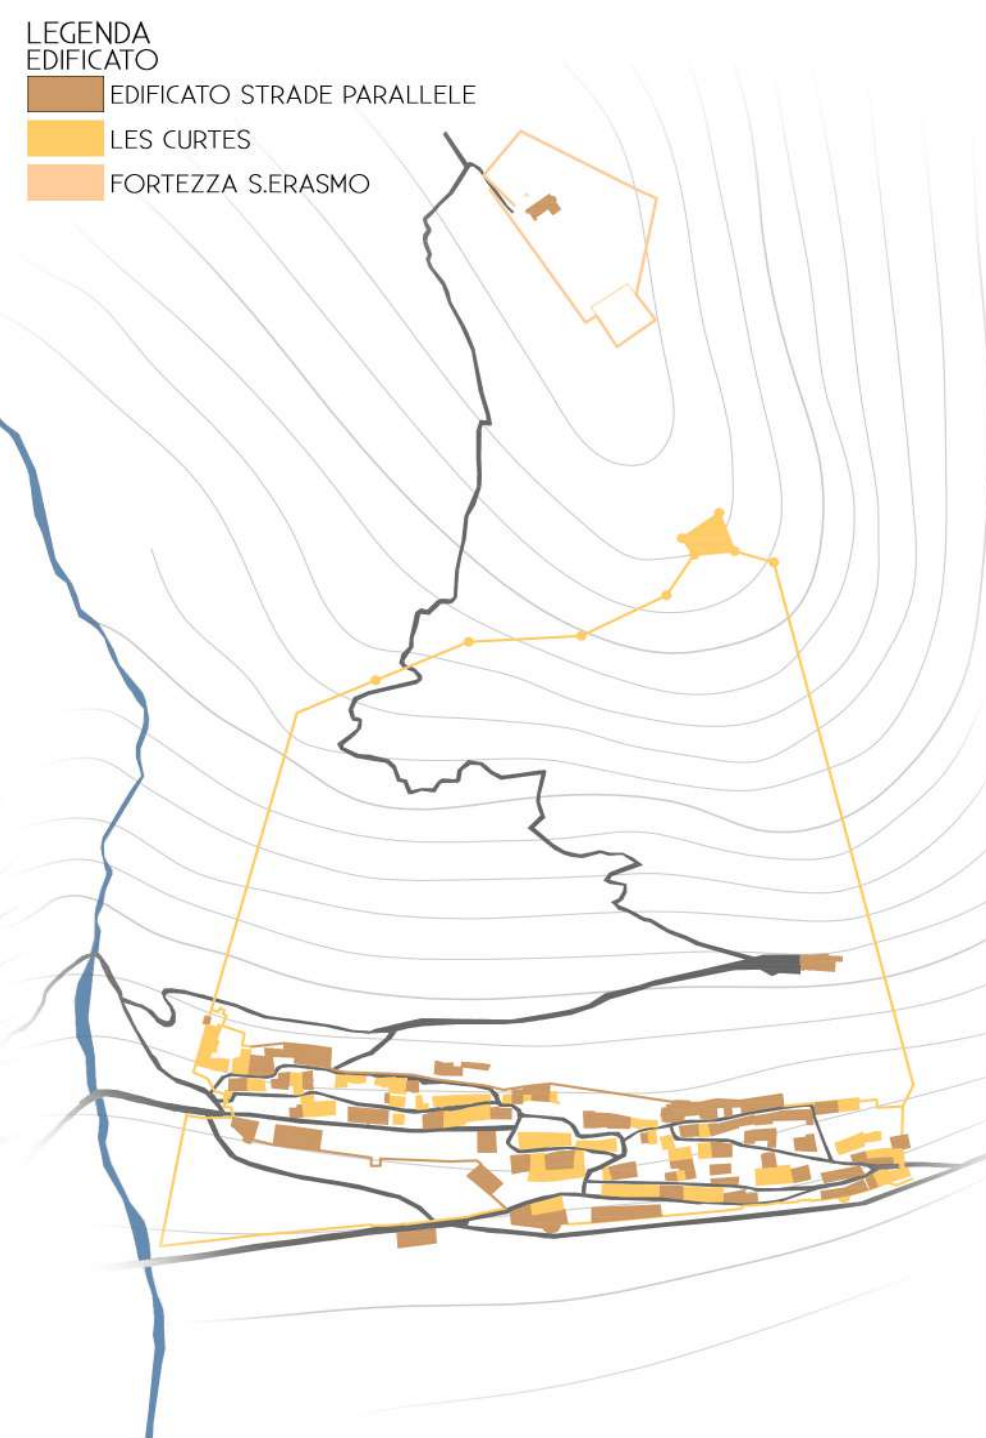 LEGENDA
EDIFICATO
EDIFICATO STRADE PARALLELE
LES CURTES
FORTEZZA S.ERASMO